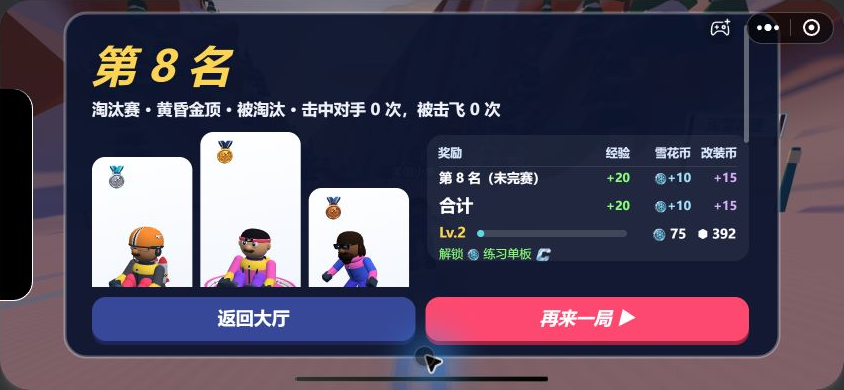 第 8 名
淘汰赛 • 黄昏金顶 • 被淘汰 • 击中对手 0 次，被击飞 0 次
奖励 经验 雪花币 改装币
第 8 名（未完赛） +20 +10 +15
合计 +20 +10 +15
Lv.2 75 392
解锁 练习单板
返回大厅
再来一局 ▶